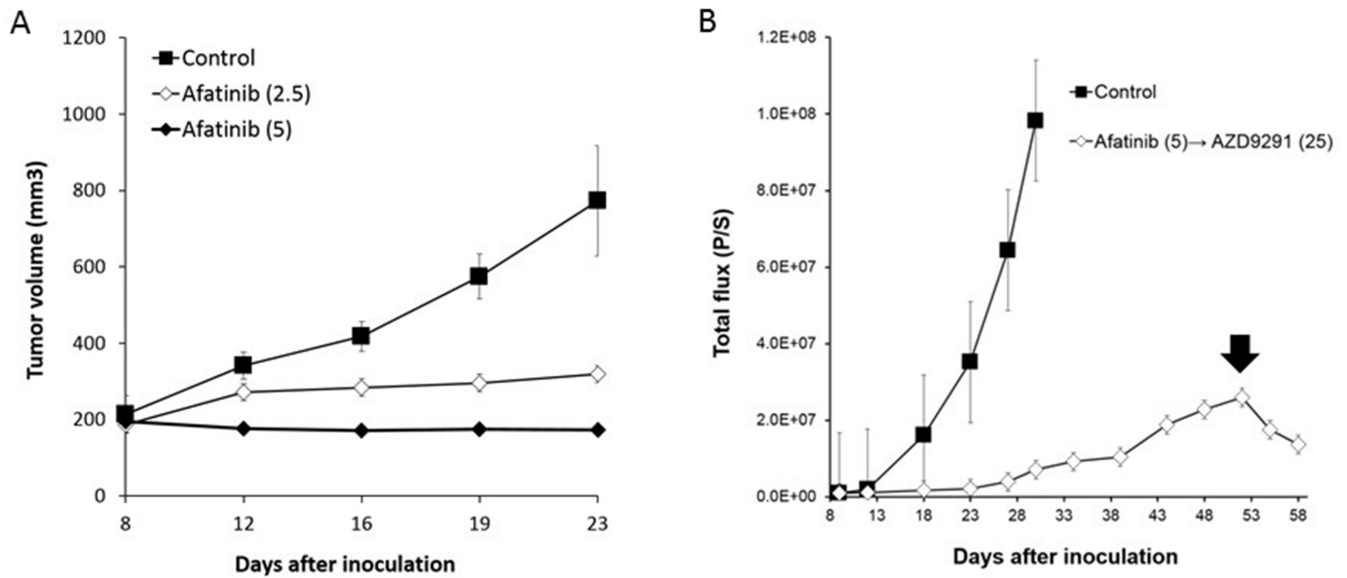 A
1200
1000
800
600
400
200
0
Tumor volume (mm3)
Control
Afatinib (2.5)
Afatinib (5)
8 12 16 19 23
Days after inoculation
B
1.2E+08
1.0E+08
8.0E+07
6.0E+07
4.0E+07
2.0E+07
0.0E+00
Total flux (P/S)
Control
Afatinib (5)→ AZD9291 (25)
8 13 18 23 28 33 38 43 48 53 58
Days after inoculation